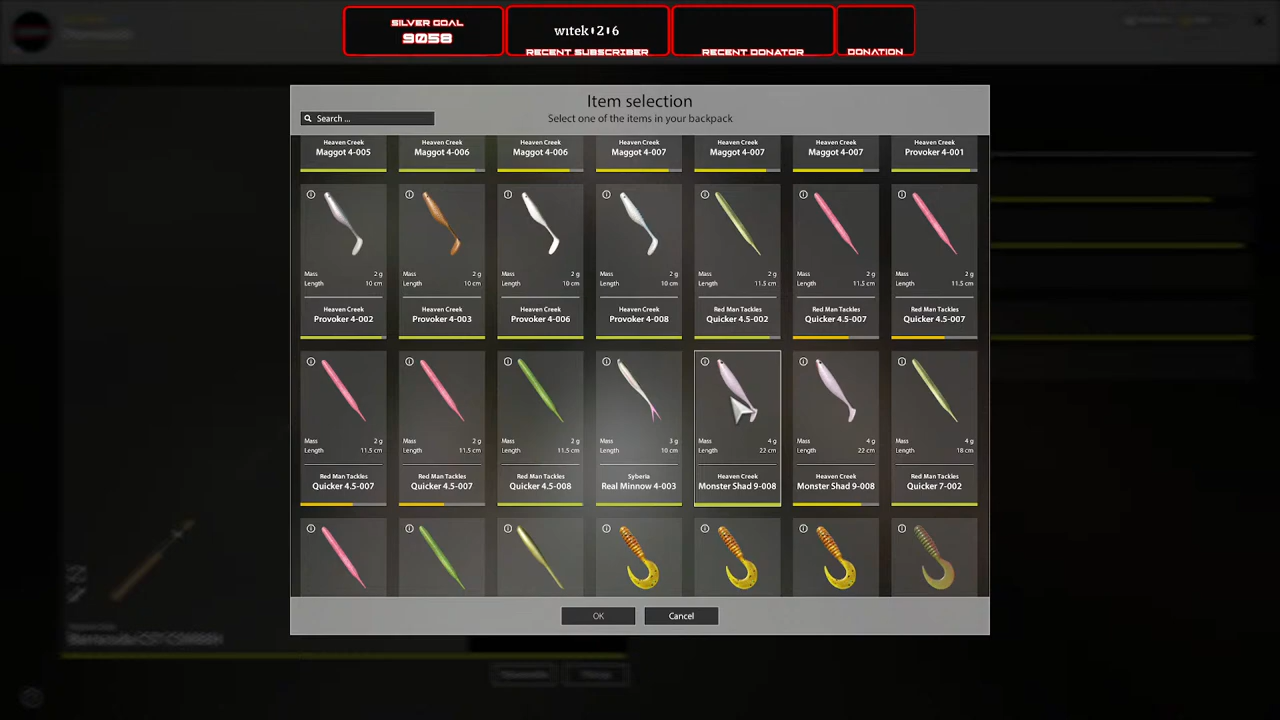 SILVER GOAL
9058
wıtek•2•6
RECENT SUBSCRIBER
RECENT DONATOR
DONATION
Item selection
Search ...
Select one of the items in your backpack
Heaven Creek Heaven Creek Heaven Creek Heaven Creek Heaven Creek Heaven Creek Heaven Creek
Maggot 4-005 Maggot 4-006 Maggot 4-006 Maggot 4-007 Maggot 4-007 Maggot 4-007 Provoker 4-001
Mass 2 g Mass 2 g Mass 2 g Mass 2 g Mass 2 g Mass 2 g Mass 2 g
Length 10 cm Length 10 cm Length 10 cm Length 10 cm Length 11.5 cm Length 11.5 cm Length 11.5 cm
Heaven Creek Heaven Creek Heaven Creek Heaven Creek Red Man Tackles Red Man Tackles Red Man Tackles
Provoker 4-002 Provoker 4-003 Provoker 4-006 Provoker 4-008 Quicker 4.5-002 Quicker 4.5-007 Quicker 4.5-007
Mass 2 g Mass 2 g Mass 2 g Mass 3 g Mass 4 g Mass 4 g Mass 4 g
Length 11.5 cm Length 11.5 cm Length 11.5 cm Length 10 cm Length 22 cm Length 22 cm Length 18 cm
Red Man Tackles Red Man Tackles Red Man Tackles Syberia Heaven Creek Heaven Creek Red Man Tackles
Quicker 4.5-007 Quicker 4.5-007 Quicker 4.5-008 Real Minnow 4-003 Monster Shad 9-008 Monster Shad 9-008 Quicker 7-002
OK
Cancel